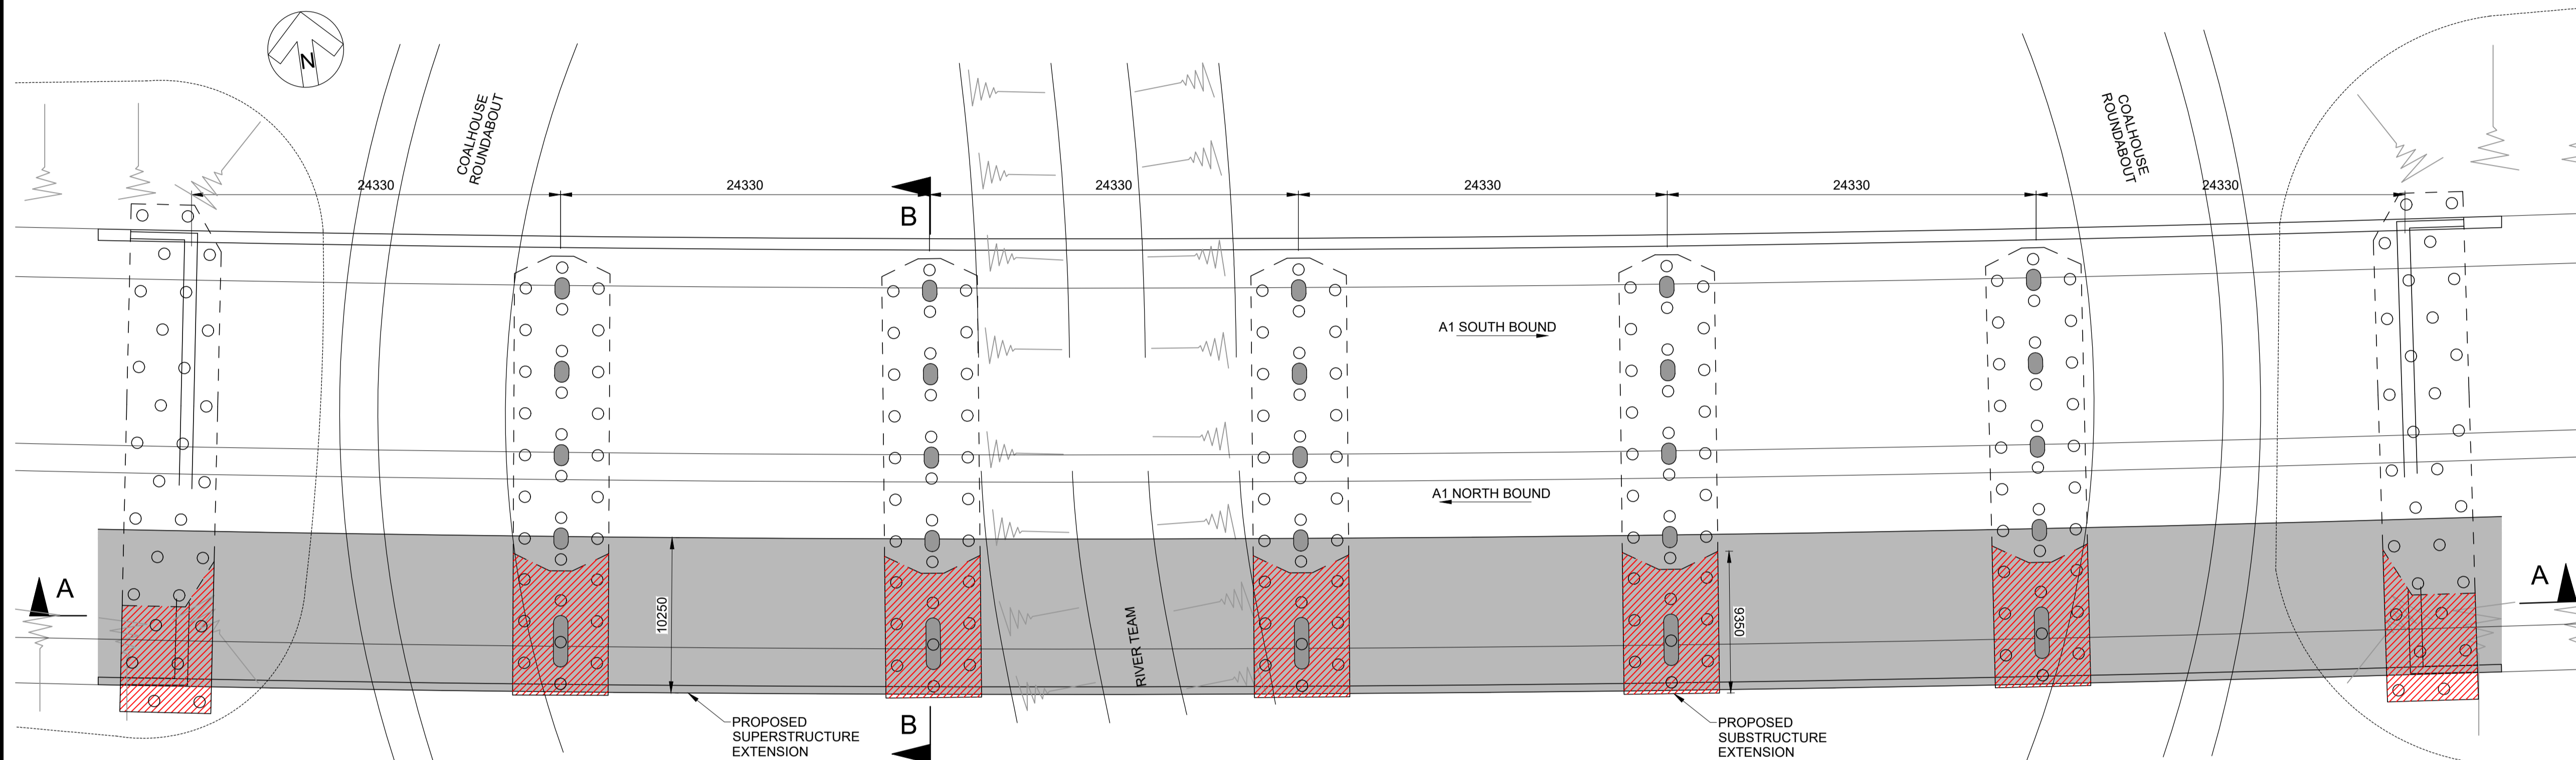 N
COALHOUSE
ROUNDABOUT
COALHOUSE
ROUNDABOUT
24330
24330
24330
24330
24330
24330
B
A1 SOUTH BOUND
A1 NORTH BOUND
A
A
10250
9350
RIVER TEAM
B
PROPOSED
SUPERSTRUCTURE
EXTENSION
PROPOSED
SUBSTRUCTURE
EXTENSION